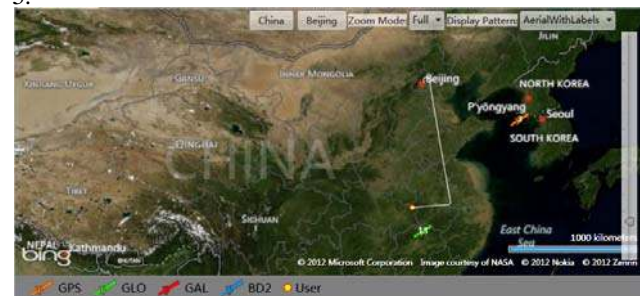 China Beijing Zoom Mode: Full Display Pattern: AerialWithLabels
JILIN
XINJIANG UYGUR GANSU INNER MONGOLIA Beijing NORTH KOREA
P'yŏngyang Seoul
SOUTH KOREA
QINGHAI CHINA
TIBET
SICHUAN
East China
Sea
1000 kilometers
NEPAL Kathmandu
BHUTAN
bing
© 2012 Microsoft Corporation Image courtesy of NASA © 2012 Nokia © 2012 Zenrin
GPS GLO GAL BD2 User